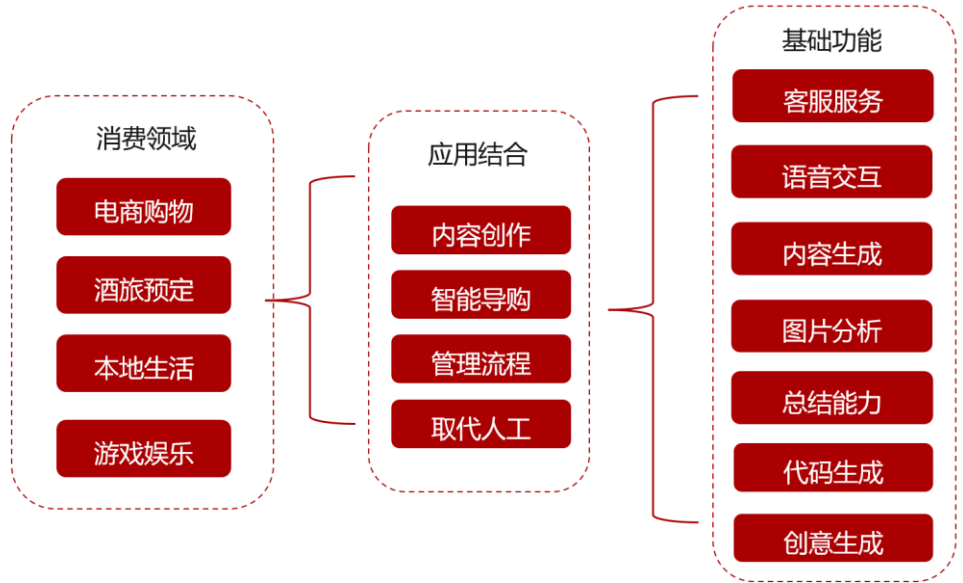 消费领域
电商购物
酒旅预定
本地生活
游戏娱乐
应用结合
内容创作
智能导购
管理流程
取代人工
基础功能
客服服务
语音交互
内容生成
图片分析
总结能力
代码生成
创意生成